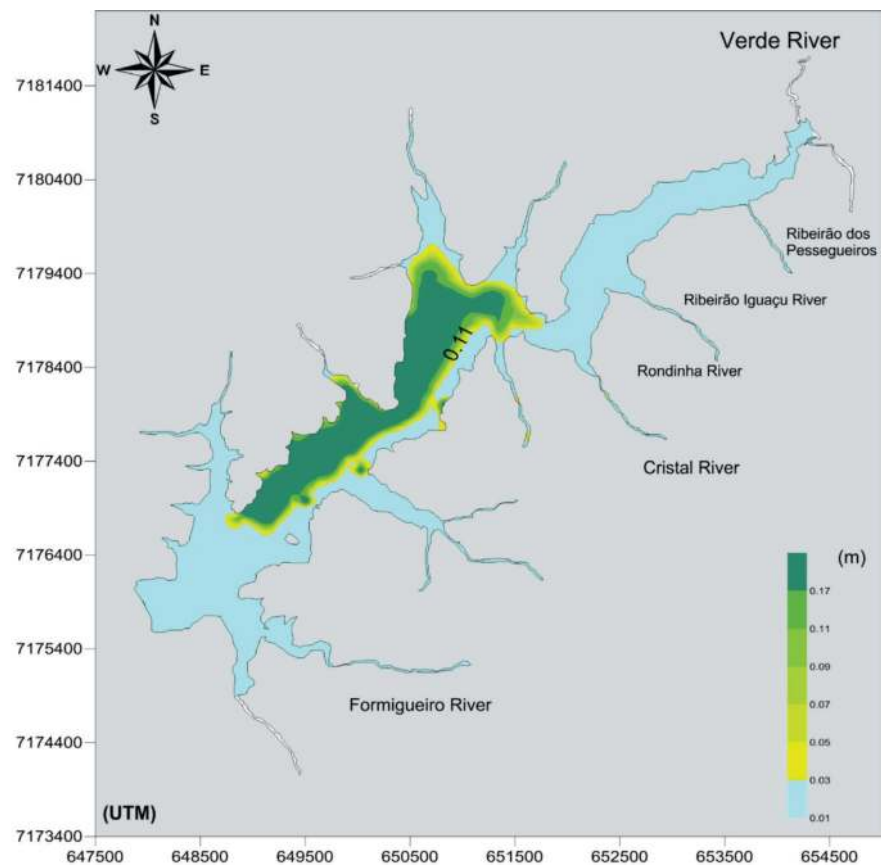 N
W E
S
Verde River
7181400
7180400
Ribeirão dos
Pessegueiros
7179400
Ribeirão Iguaçu River
0.11
7178400
Rondinha River
7177400
Cristal River
7176400
(m)
0.17
0.11
0.09
0.07
0.05
0.03
0.01
7175400
Formigueiro River
7174400
(UTM)
7173400
647500 648500 649500 650500 651500 652500 653500 654500